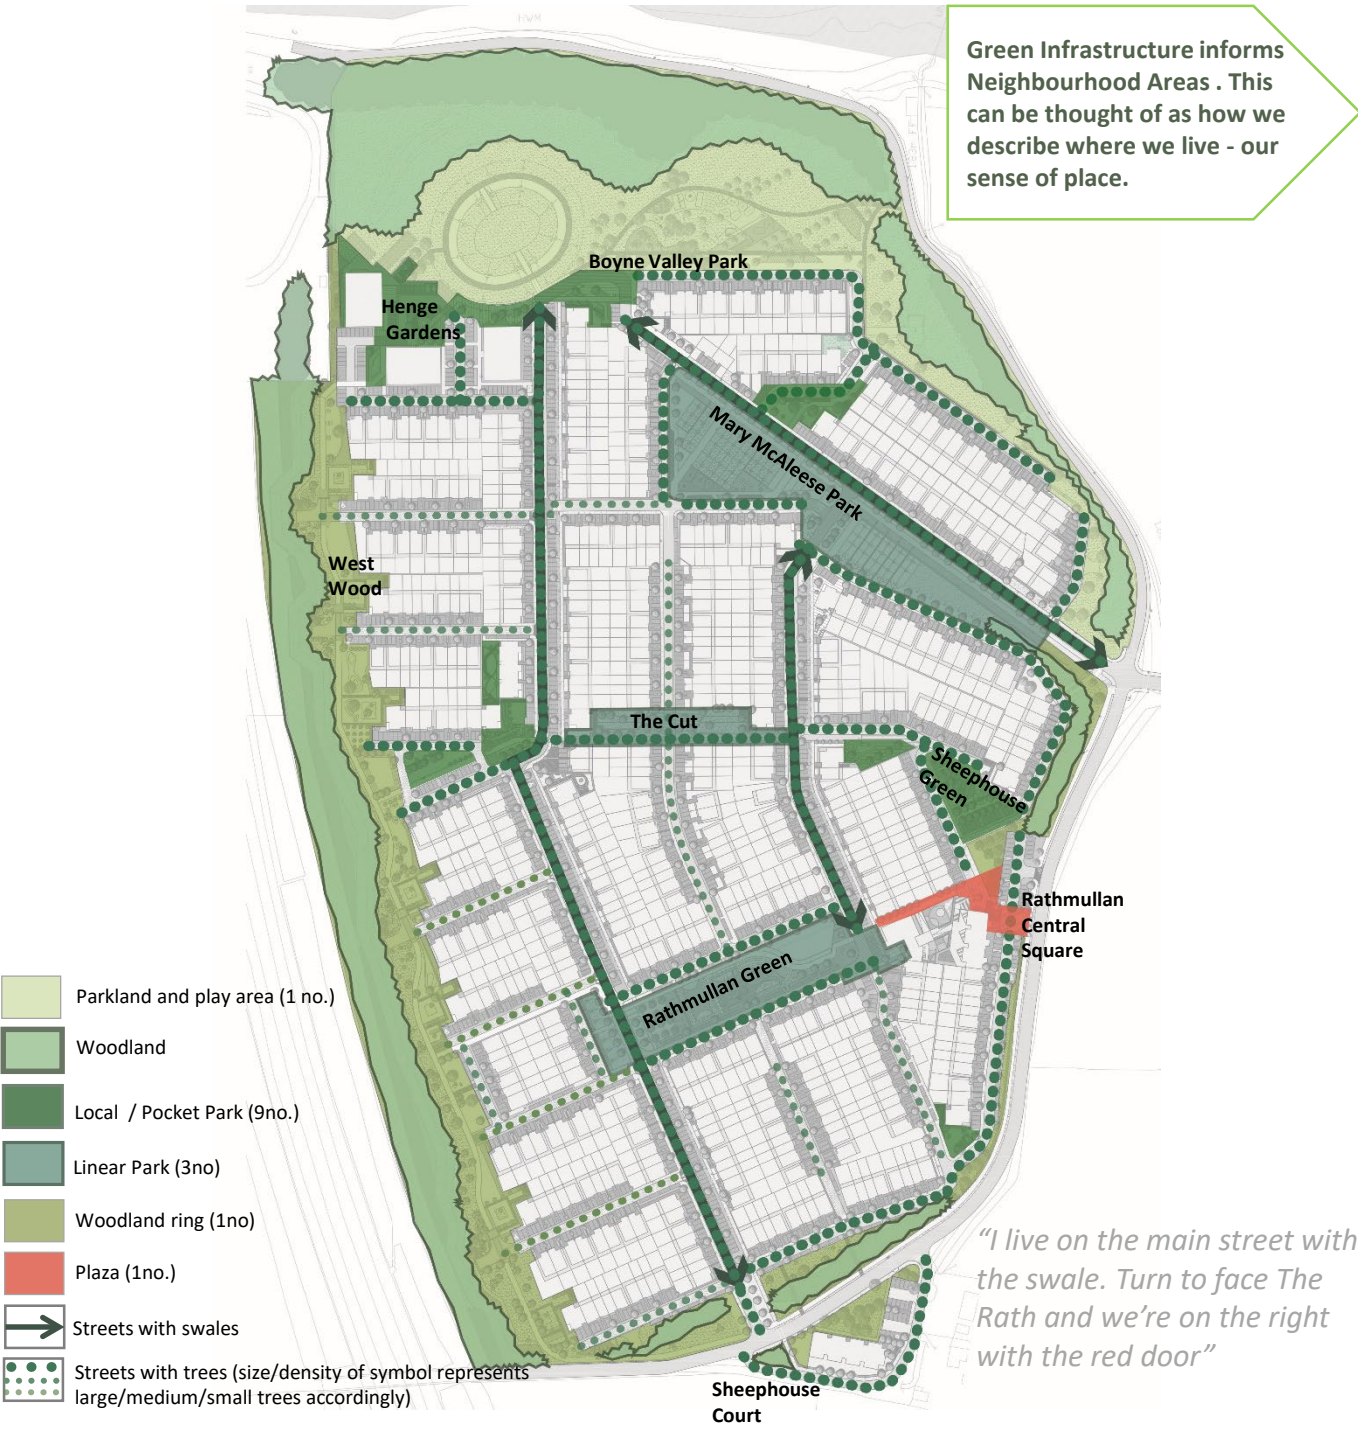 HWM
Green Infrastructure informs
Neighbourhood Areas . This
can be thought of as how we
describe where we live - our
sense of place.
Boyne Valley Park
Henge
Gardens
Mary McAleese Park
West
Wood
The Cut
Sheephouse
Green
Rathmullan
Central
Square
Rathmullan Green
Parkland and play area (1 no.)
Woodland
Local / Pocket Park (9no.)
Linear Park (3no)
Woodland ring (1no)
Plaza (1no.)
Streets with swales
Streets with trees (size/density of symbol represents
large/medium/small trees accordingly)
“I live on the main street with
the swale. Turn to face The
Rath and we’re on the right
with the red door”
Sheephouse
Court